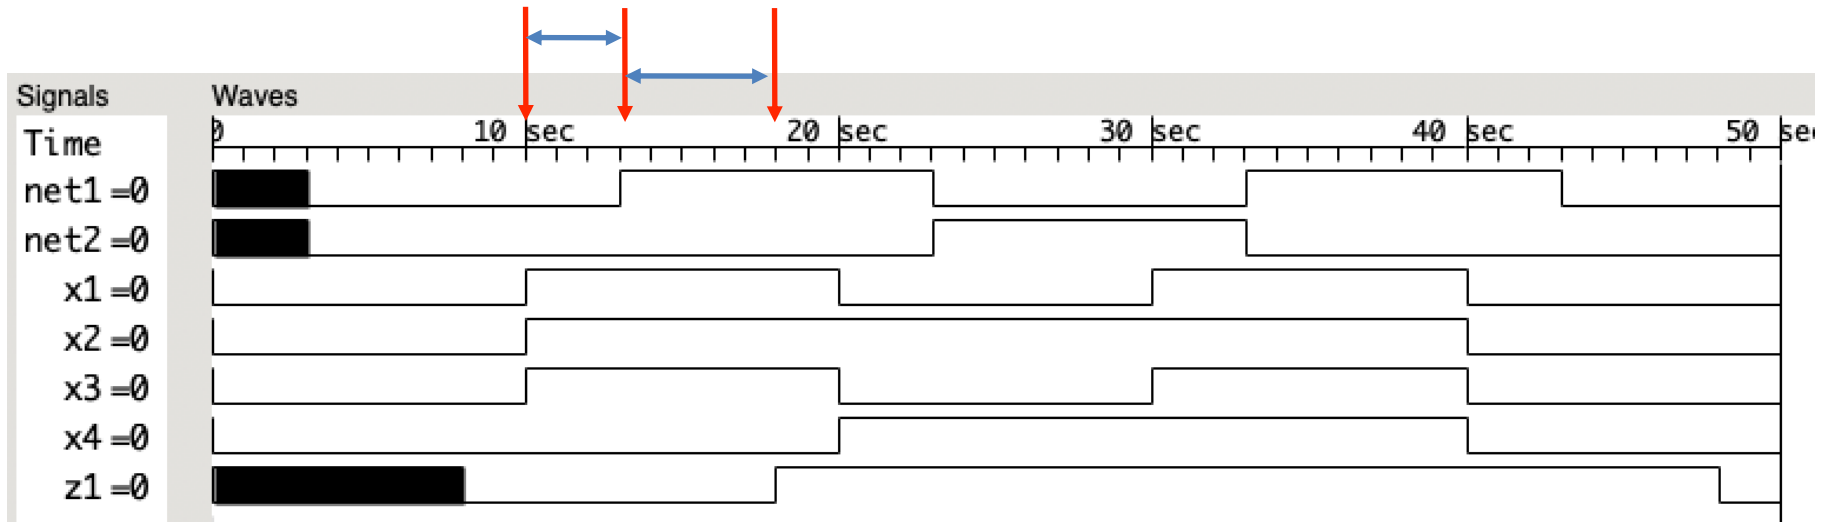 Signals Waves
Time 0 10 sec 20 sec 30 sec 40 sec 50 sec
net1 =0
net2 =0
x1 =0
x2 =0
x3 =0
x4 =0
z1 =0